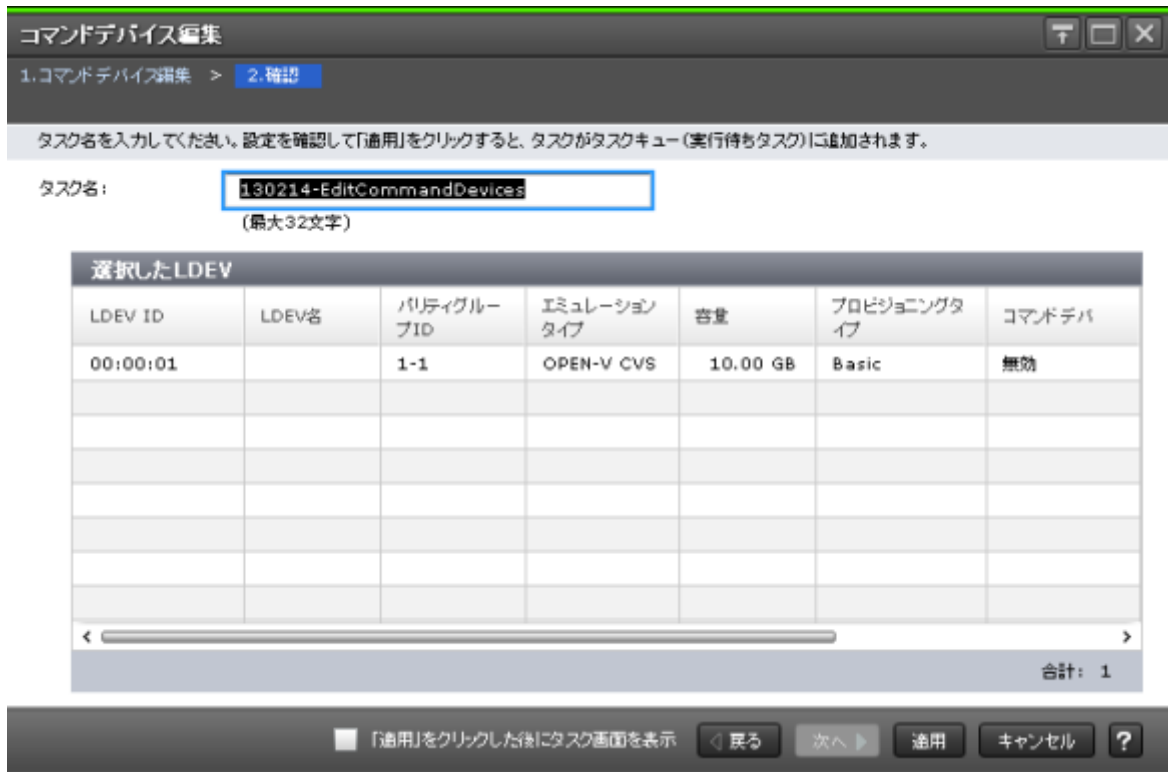 コマンドデバイス編集
1.コマンドデバイス編集 > 2.確認
タスク名を入力してください。設定を確認して「適用」をクリックすると、タスクがタスクキュー(実行待ちタスク)に追加されます。
タスク名: 130214-EditCommandDevices
(最大32文字)
選択したLDEV
LDEV ID LDEV名 パリティグルー エミュレーション 容量 プロビジョニングタ コマンドデバ
プID タイプ イプ
00:00:01 1-1 OPEN-V CVS 10.00 GB Basic 無効
合計: 1
「適用」をクリックした後にタスク画面を表示 戻る 次へ 適用 キャンセル ?